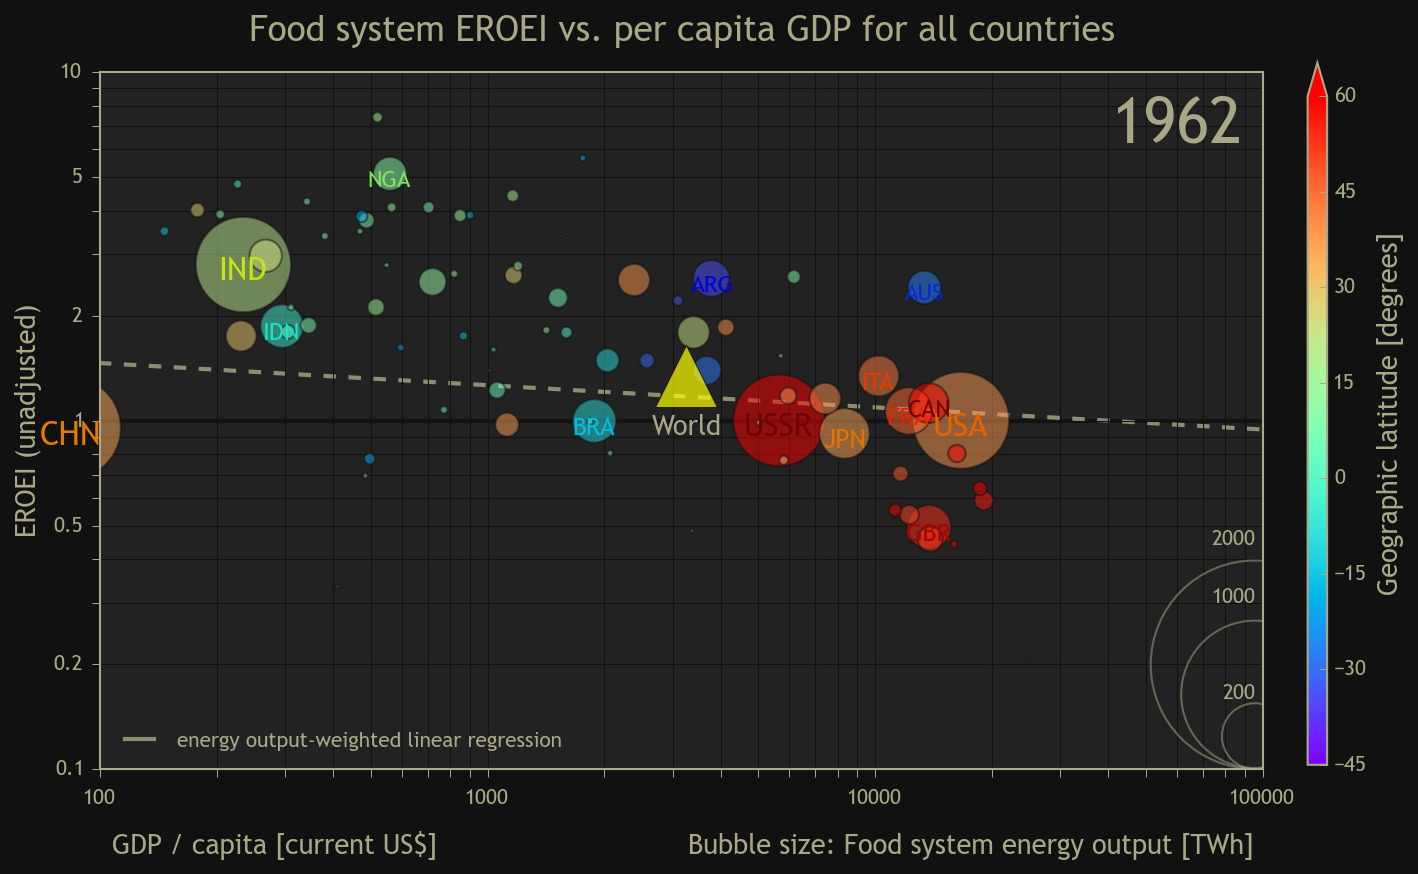 Food system EROEI vs. per capita GDP for all countries
1962
10
5
2
1
0.5
0.2
0.1
EROEI (unadjusted)
NGA
IND
IDN
ARG
AUS
ITA
CAN
FRA
USA
CHN
BRA
World
USSR
JPN
GBR
2000
1000
200
energy output-weighted linear regression
100
1000
10000
100000
GDP / capita [current US$]
Bubble size: Food system energy output [TWh]
60
45
30
15
0
−15
−30
−45
Geographic latitude [degrees]